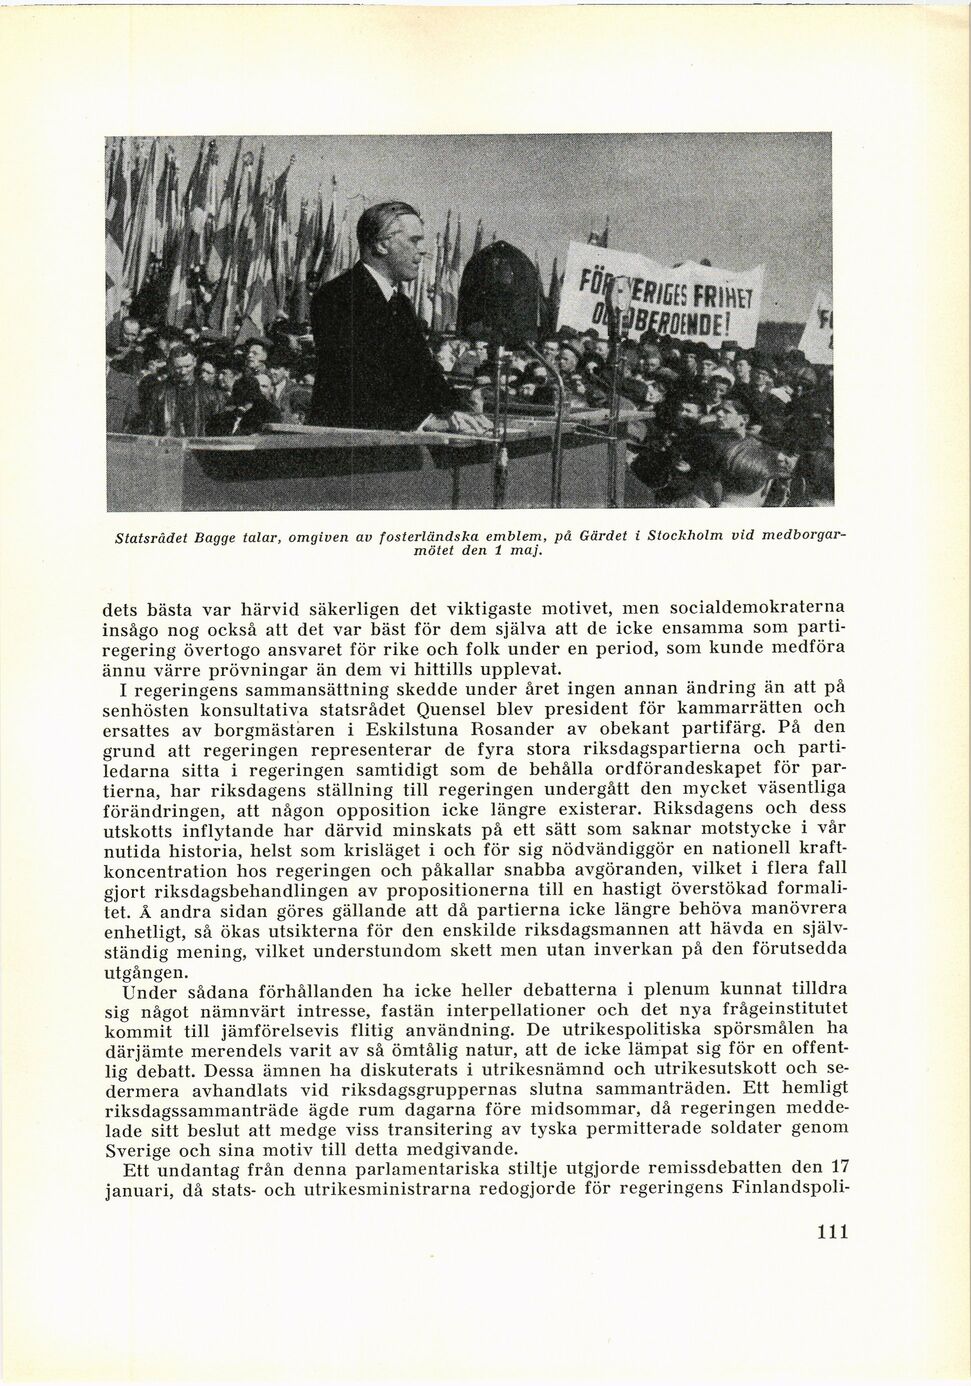 FÖR SVERIGES FRIHET
OCH OBEROENDE!
Statsrådet Bagge talar, omgiven av fosterländska emblem, på Gärdet i Stockholm vid medborgar-
mötet den 1 maj.
dets bästa var härvid säkerligen det viktigaste motivet, men socialdemokraterna
insågo nog också att det var bäst för dem själva att de icke ensamma som parti-
regering övertogo ansvaret för rike och folk under en period, som kunde medföra
ännu värre prövningar än dem vi hittills upplevat.
I regeringens sammansättning skedde under året ingen annan ändring än att på
senhösten konsultativa statsrådet Quensel blev president för kammarrätten och
ersattes av borgmästaren i Eskilstuna Rosander av obekant partifärg. På den
grund att regeringen representerar de fyra stora riksdagspartierna och parti-
ledarna sitta i regeringen samtidigt som de behålla ordförandeskapet för par-
tierna, har riksdagens ställning till regeringen undergått den mycket väsentliga
förändringen, att någon opposition icke längre existerar. Riksdagens och dess
utskotts inflytande har därvid minskats på ett sätt som saknar motstycke i vår
nutida historia, helst som krisläget i och för sig nödvändiggör en nationell kraft-
koncentration hos regeringen och påkallar snabba avgöranden, vilket i flera fall
gjort riksdagsbehandlingen av propositionerna till en hastigt överstökad formali-
tet. Å andra sidan göres gällande att då partierna icke längre behöva manövrera
enhetligt, så ökas utsikterna för den enskilde riksdagsmannen att hävda en själv-
ständig mening, vilket understundom skett men utan inverkan på den förutsedda
utgången.
Under sådana förhållanden ha icke heller debatterna i plenum kunnat tilldra
sig något nämnvärt intresse, fastän interpellationer och det nya frågeinstitutet
kommit till jämförelsevis flitig användning. De utrikespolitiska spörsmålen ha
därjämte merendels varit av så ömtålig natur, att de icke lämpat sig för en offent-
lig debatt. Dessa ämnen ha diskuterats i utrikesnämnd och utrikesutskott och se-
dermera avhandlats vid riksdagsgruppernas slutna sammanträden. Ett hemligt
riksdagssammanträde ägde rum dagarna före midsommar, då regeringen medde-
lade sitt beslut att medge viss transitering av tyska permitterade soldater genom
Sverige och sina motiv till detta medgivande.
Ett undantag från denna parlamentariska stiltje utgjorde remissdebatten den 17
januari, då stats- och utrikesministrarna redogjorde för regeringens Finlandspoli-
111